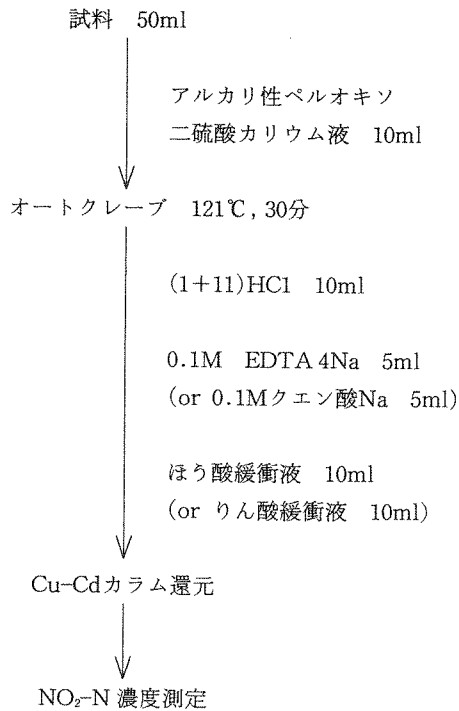 試料　50ml
アルカリ性ペルオキソ
二硫酸カリウム液　10ml
オートクレーブ　121℃, 30分
(1+11)HCl　10ml
0.1M　EDTA 4Na　5ml
(or 0.1Mクエン酸Na　5ml)
ほう酸緩衝液　10ml
(or りん酸緩衝液　10ml)
Cu-Cdカラム還元
NO₂-N 濃度測定